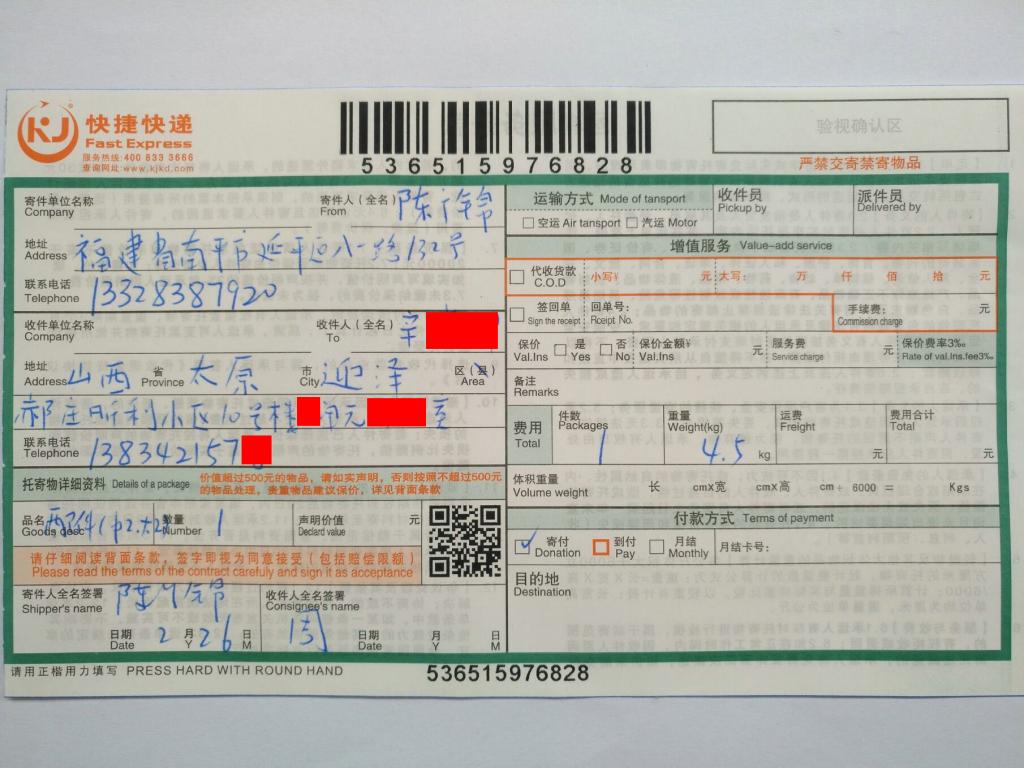 快捷快递
Fast Express
服务热线:400 833 3666
查询网址:www.kjkd.com
536515976828
验视确认区
严禁交寄禁寄物品
寄件单位名称 寄件人(全名) 陈
Company From
地址 福建省南平市延平区八一路132号
Address
联系电话 13328387920
Telephone
收件单位名称 收件人(全名) 辛
Company To
地址 山西 省 太原 市 迎泽 区(县)
Address Province City Area
郝庄 利小区10号楼 单元 室
联系电话 138342157
Telephone
托寄物详细资料 Details of a package
价值超过500元的物品,请如实声明,否则按照不超过500元
的物品处理,贵重物品建议保价,详见背面条款
品名 配件 数量 1 声明价值 元
Goods desc Number Declard value
请仔细阅读背面条款,签字即视为同意接受(包括赔偿限额)
Please read the terms of the contract carefully and sign it as acceptance
寄件人全名签署 陈 收件人全名签署
Shipper's name Consignee's name
周
日期 2 月 26 日 日期 月 日
Date Y M Date Y M
运输方式 Mode of tansport
空运 Air tansport 汽运 Motor
收件员
Pickup by
派件员
Delivered by
增值服务 Value-add service
代收货款 小写¥ 元 大写: 万 仟 佰 拾 元
C.O.D
签回单 回单号:
Sign the receipt Rceipt No.
手续费: 元
Commission charge
保价 是 否 保价金额¥ 元 服务费 元 保价费率3‰
Val.Ins Yes No Val.Ins Service charge Rate of val.Ins.fee3‰
备注
Remarks
费用 件数 重量 运费 费用合计
Total Packages Weight(kg) Freight Total
1 4.5 kg 元 元
体积重量 长 cmX宽 cmX高 cm ÷ 6000 = Kgs
Volume weight
付款方式 Terms of payment
寄付 到付 月结 月结卡号:
Donation Pay Monthly
目的地
Destination
请用正楷用力填写 PRESS HARD WITH ROUND HAND
536515976828